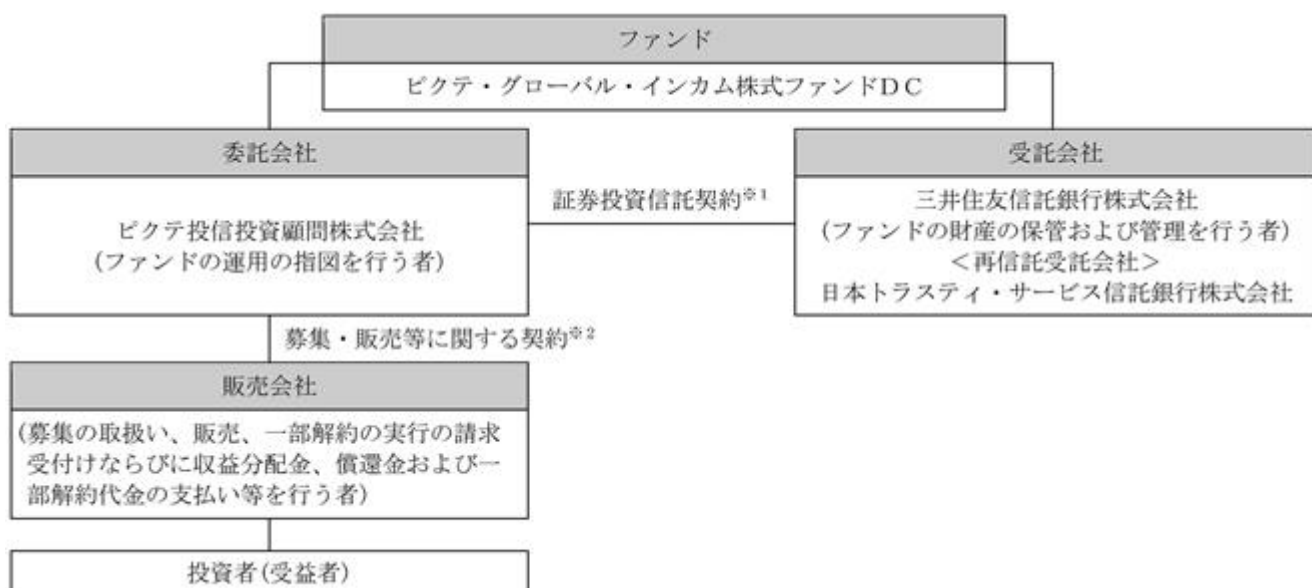 ファンド
ピクテ・グローバル・インカム株式ファンドＤＣ
委託会社
ピクテ投信投資顧問株式会社
(ファンドの運用の指図を行う者)
証券投資信託契約※1
受託会社
三井住友信託銀行株式会社
(ファンドの財産の保管および管理を行う者)
＜再信託受託会社＞
日本トラスティ・サービス信託銀行株式会社
募集・販売等に関する契約※2
販売会社
(募集の取扱い、販売、一部解約の実行の請求
受付けならびに収益分配金、償還金および一
部解約代金の支払い等を行う者)
投資者(受益者)